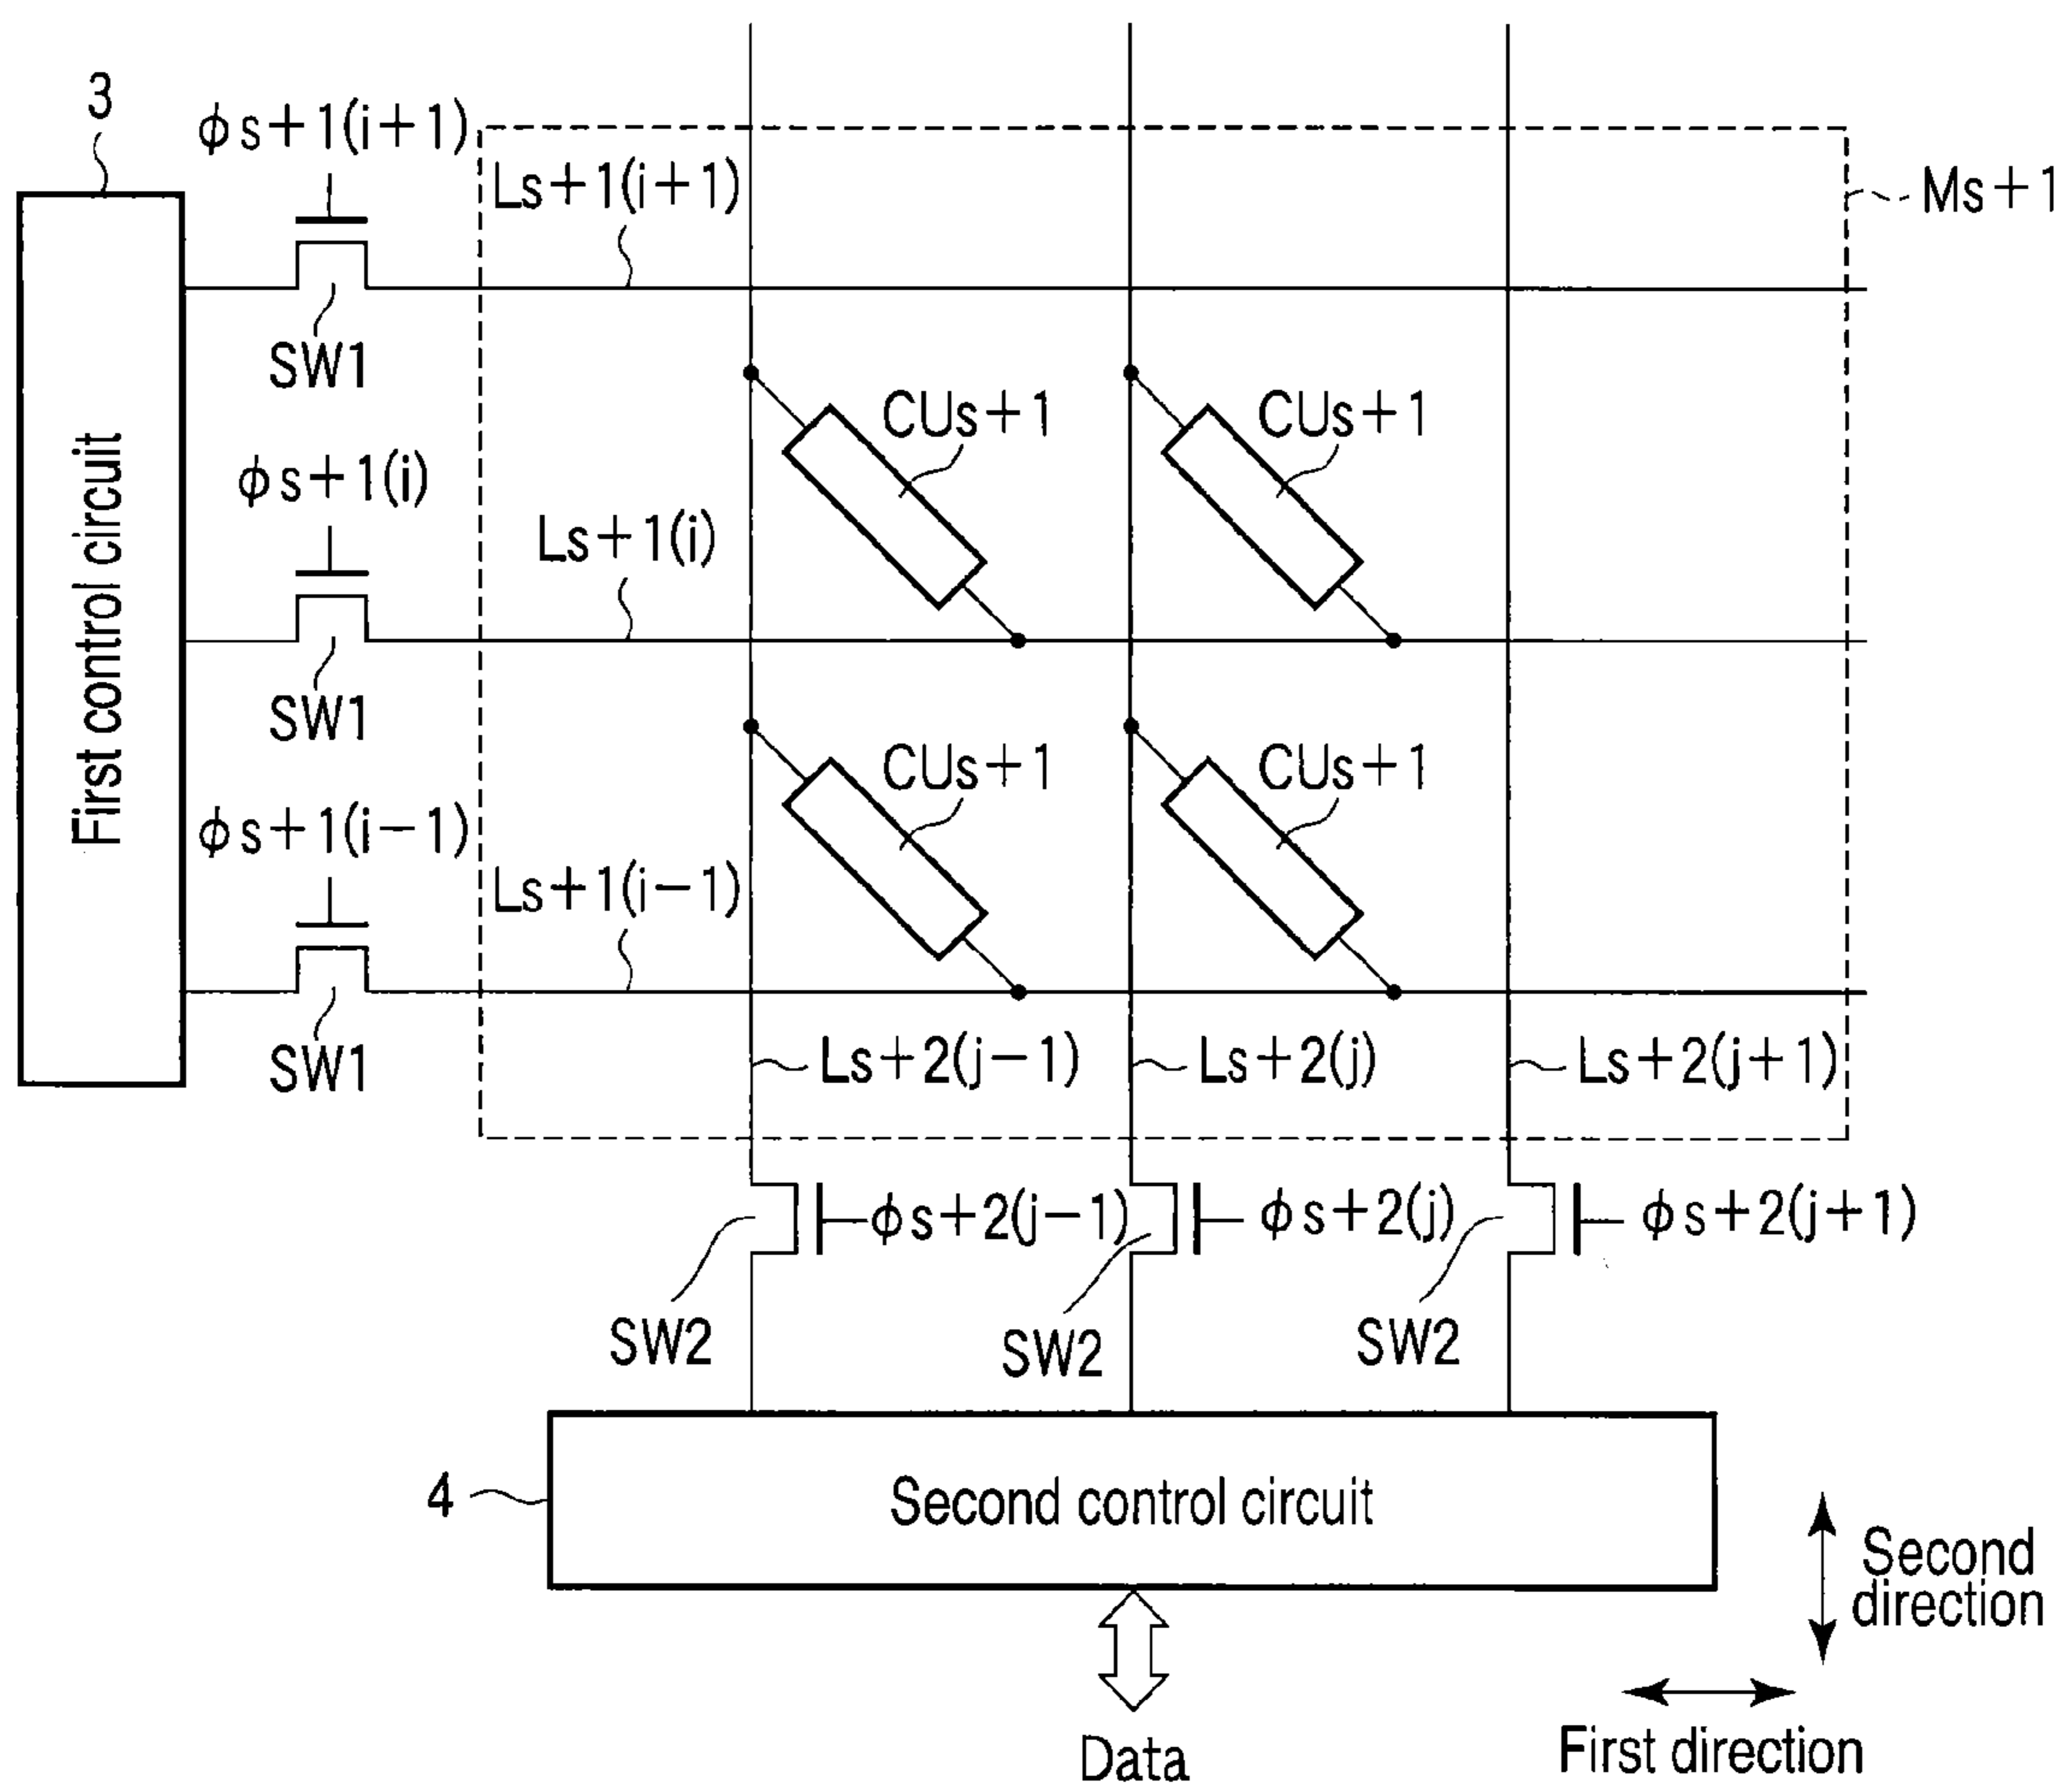 3
ϕs+1(i+1)
Ls+1(i+1)
Ms+1
SW1
First control circuit
CUs+1
CUs+1
ϕs+1(i)
Ls+1(i)
SW1
CUs+1
CUs+1
ϕs+1(i−1)
Ls+1(i−1)
SW1
Ls+2(j−1)
Ls+2(j)
Ls+2(j+1)
ϕs+2(j−1)
ϕs+2(j)
ϕs+2(j+1)
SW2
SW2
SW2
4
Second control circuit
Second
direction
First direction
Data